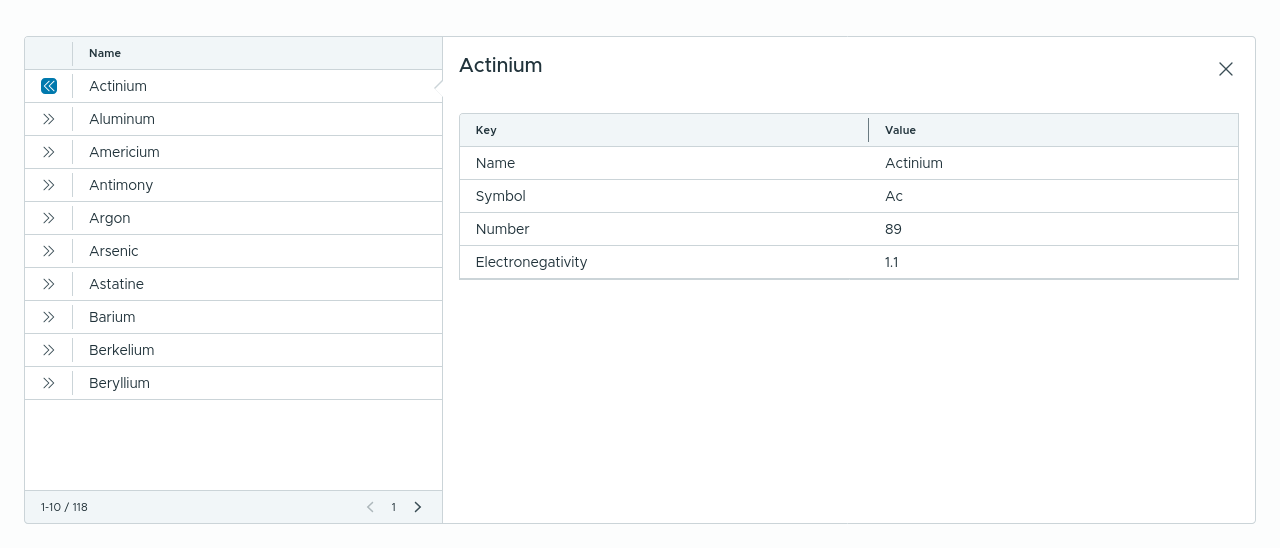 Name
Actinium
Aluminum
Americium
Antimony
Argon
Arsenic
Astatine
Barium
Berkelium
Beryllium
1-10 / 118
1
Actinium
Key Value
Name Actinium
Symbol Ac
Number 89
Electronegativity 1.1